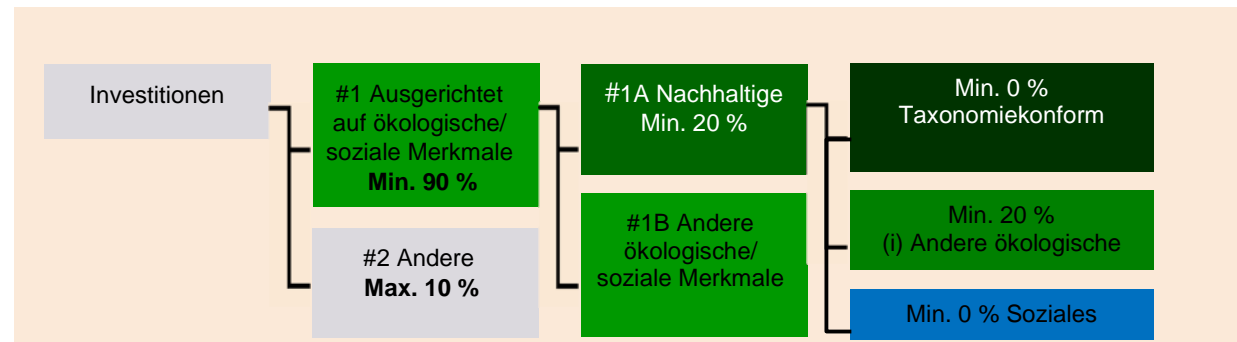 Investitionen
#1 Ausgerichtet
auf ökologische/
soziale Merkmale
Min. 90 %
#2 Andere
Max. 10 %
#1A Nachhaltige
Min. 20 %
#1B Andere
ökologische/
soziale Merkmale
Min. 0 %
Taxonomiekonform
Min. 20 %
(i) Andere ökologische
Min. 0 % Soziales